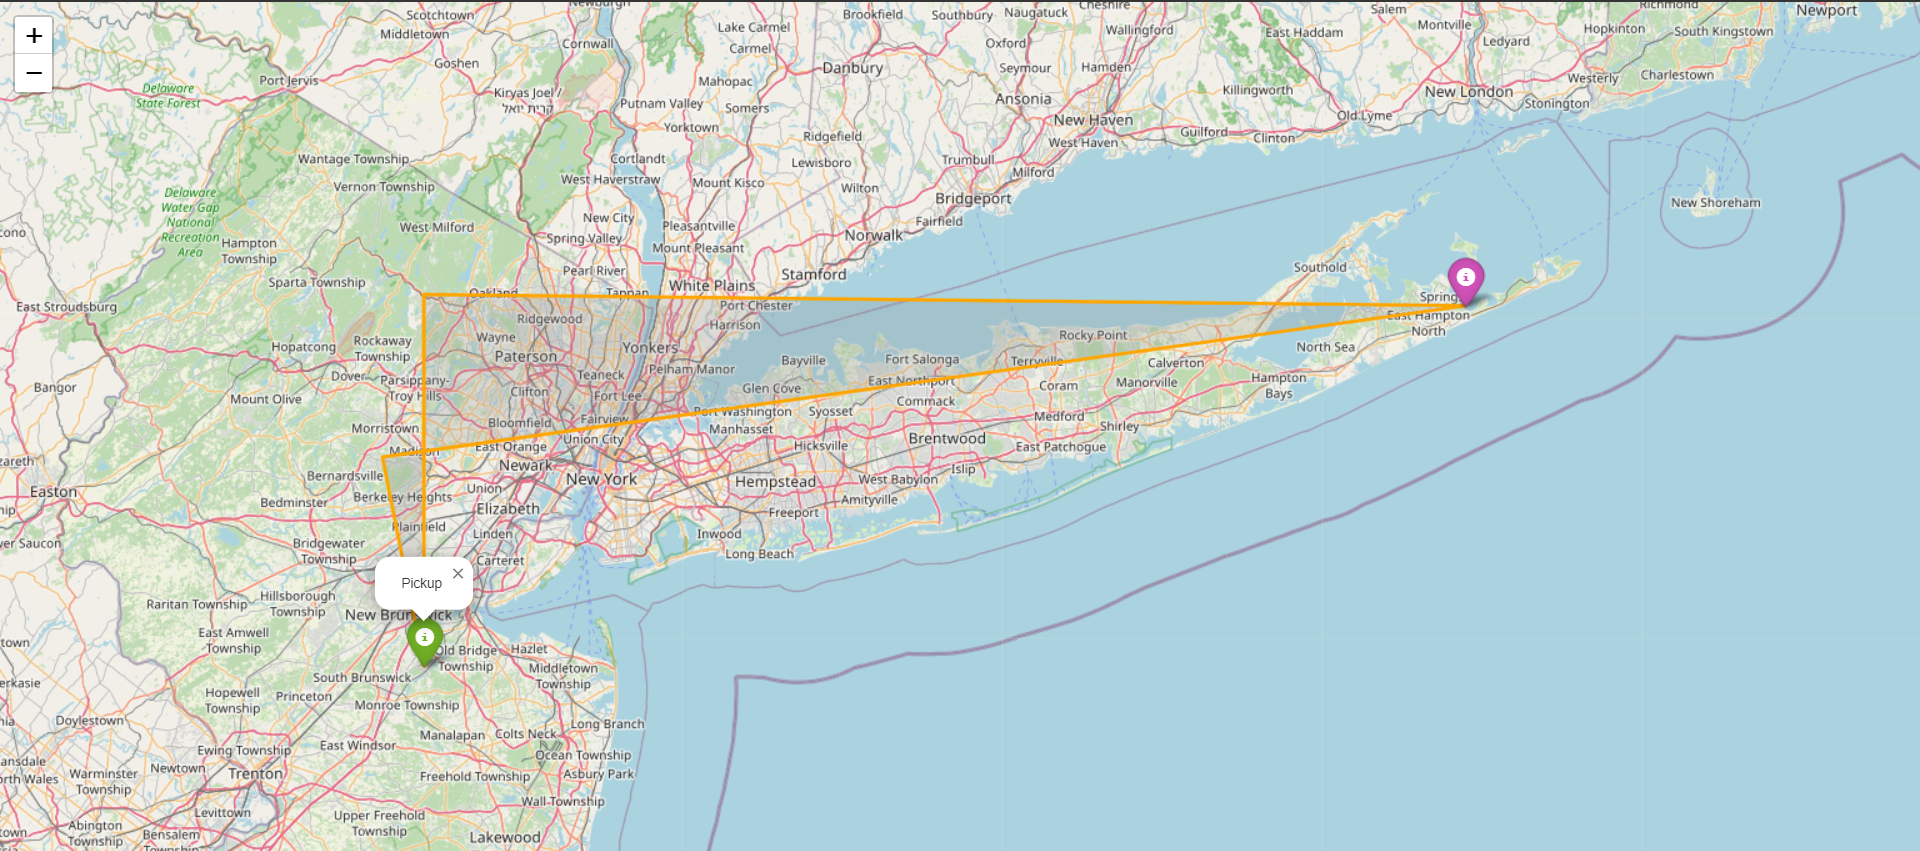 +
−
Scotchtown
Middletown
Lake Carmel
Carmel
Brookfield
Southbury
Naugatuck
Cheshire
Wallingford
East Haddam
Salem
Montville
Ledyard
Richmond
Hopkinton
South Kingstown
Newport
Newburgh
Cornwall
Goshen
Port Jervis
Delaware
State Forest
Kiryas Joel /
קרית יואל
Mahopac
Putnam Valley
Somers
Yorktown
Danbury
Oxford
Seymour
Ansonia
Hamden
New Haven
West Haven
Killingworth
Guilford
Clinton
Old Lyme
New London
Stonington
Westerly
Charlestown
New Shoreham
Wantage Township
Vernon Township
Cortlandt
West Haverstraw
Mount Kisco
Ridgefield
Lewisboro
Wilton
Trumbull
Milford
Bridgeport
Fairfield
Norwalk
Delaware
Water Gap
National
Recreation
Area
Hampton
Township
West Milford
New City
Spring Valley
Pleasantville
Mount Pleasant
Stamford
Sparta Township
Pearl River
White Plains
Tappan
Oakland
Port Chester
Harrison
East Stroudsburg
Ridgewood
Wayne
Paterson
Yonkers
Pelham Manor
Teaneck
Hopatcong
Rockaway
Township
Dover
Parsippany-
Troy Hills
Clifton
Fort Lee
Bangor
Mount Olive
Morristown
Bloomfield
Fairview
Union City
East Orange
Madison
Newark
New York
Bernardsville
Berkeley Heights
Union
Elizabeth
Easton
Bedminster
Plainfield
Linden
Carteret
Bridgewater
Township
Bayville
Glen Cove
Port Washington
Manhasset
Syosset
Hicksville
Hempstead
Freeport
Inwood
Long Beach
Fort Salonga
East Northport
Commack
Brentwood
West Babylon
Amityville
Islip
Terryville
Rocky Point
Coram
Medford
East Patchogue
Shirley
Manorville
Calverton
Hampton
Bays
North Sea
Southold
Springs
East Hampton
North
Pickup
×
Hillsborough
Township
New Brunswick
Raritan Township
East Amwell
Township
Old Bridge
Township
Hazlet
Middletown
Township
South Brunswick
Hopewell
Township
Princeton
Monroe Township
Doylestown
East Windsor
Manalapan
Colts Neck
Long Branch
Ewing Township
Ocean Township
Trenton
Newtown
Warminster
Township
Freehold Township
Asbury Park
Wall Township
Levittown
Abington
Township
Bensalem
Township
Upper Freehold
Township
Lakewood